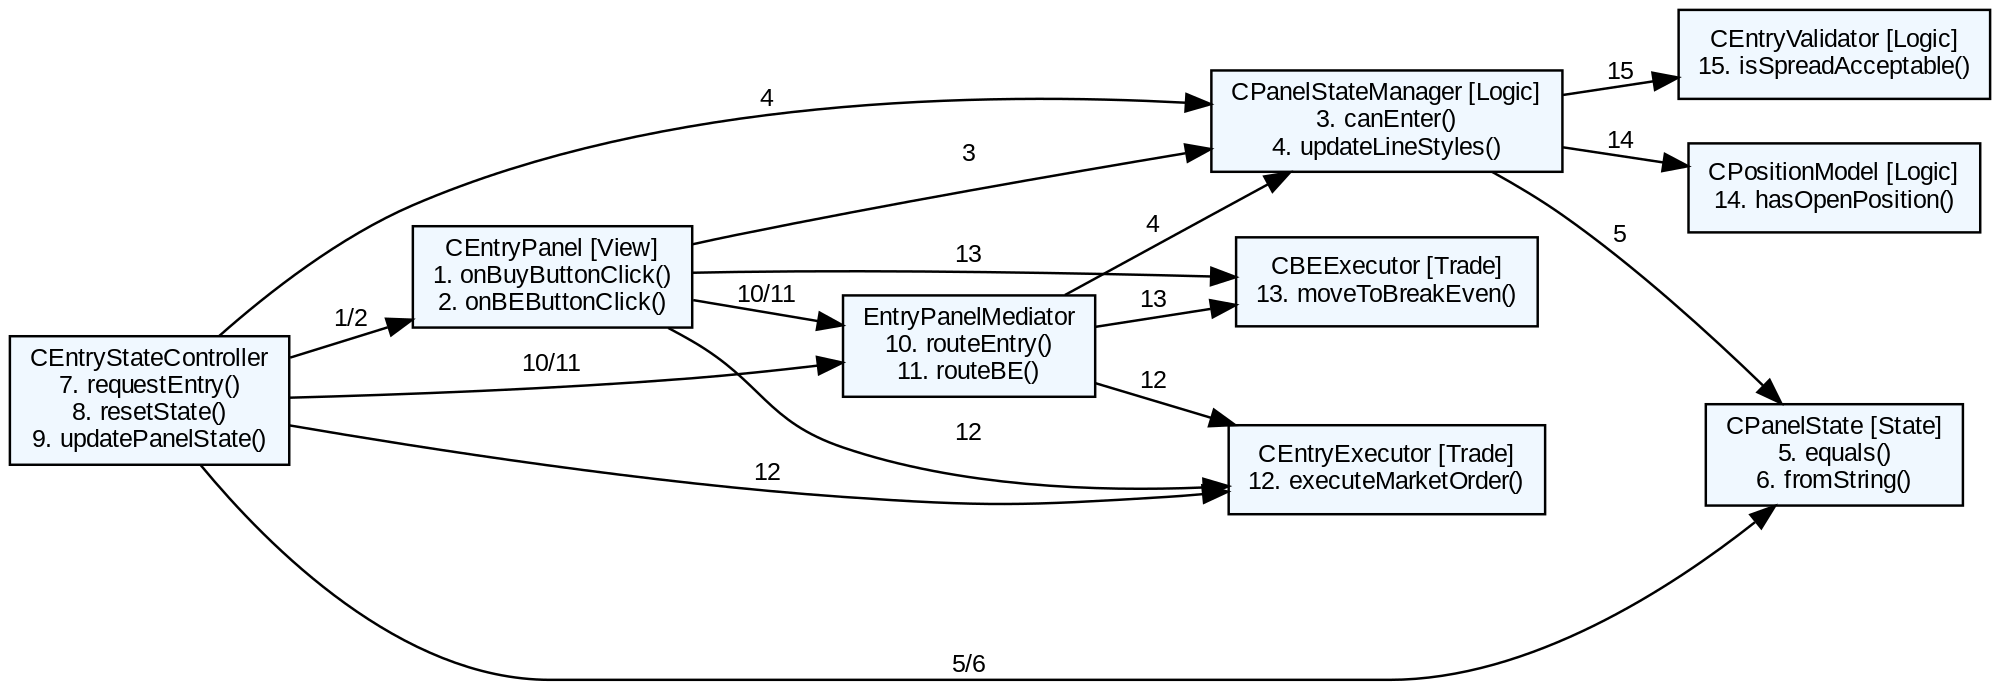 CEntryValidator [Logic]
15. isSpreadAcceptable()
15
4
CPanelStateManager [Logic]
3. canEnter()
4. updateLineStyles()
14
CPositionModel [Logic]
14. hasOpenPosition()
3
4
5
CEntryPanel [View]
1. onBuyButtonClick()
2. onBEButtonClick()
13
CBEExecutor [Trade]
13. moveToBreakEven()
10/11
13
1/2
EntryPanelMediator
10. routeEntry()
11. routeBE()
CEntryStateController
7. requestEntry()
8. resetState()
9. updatePanelState()
10/11
12
12
12
CEntryExecutor [Trade]
12. executeMarketOrder()
CPanelState [State]
5. equals()
6. fromString()
5/6